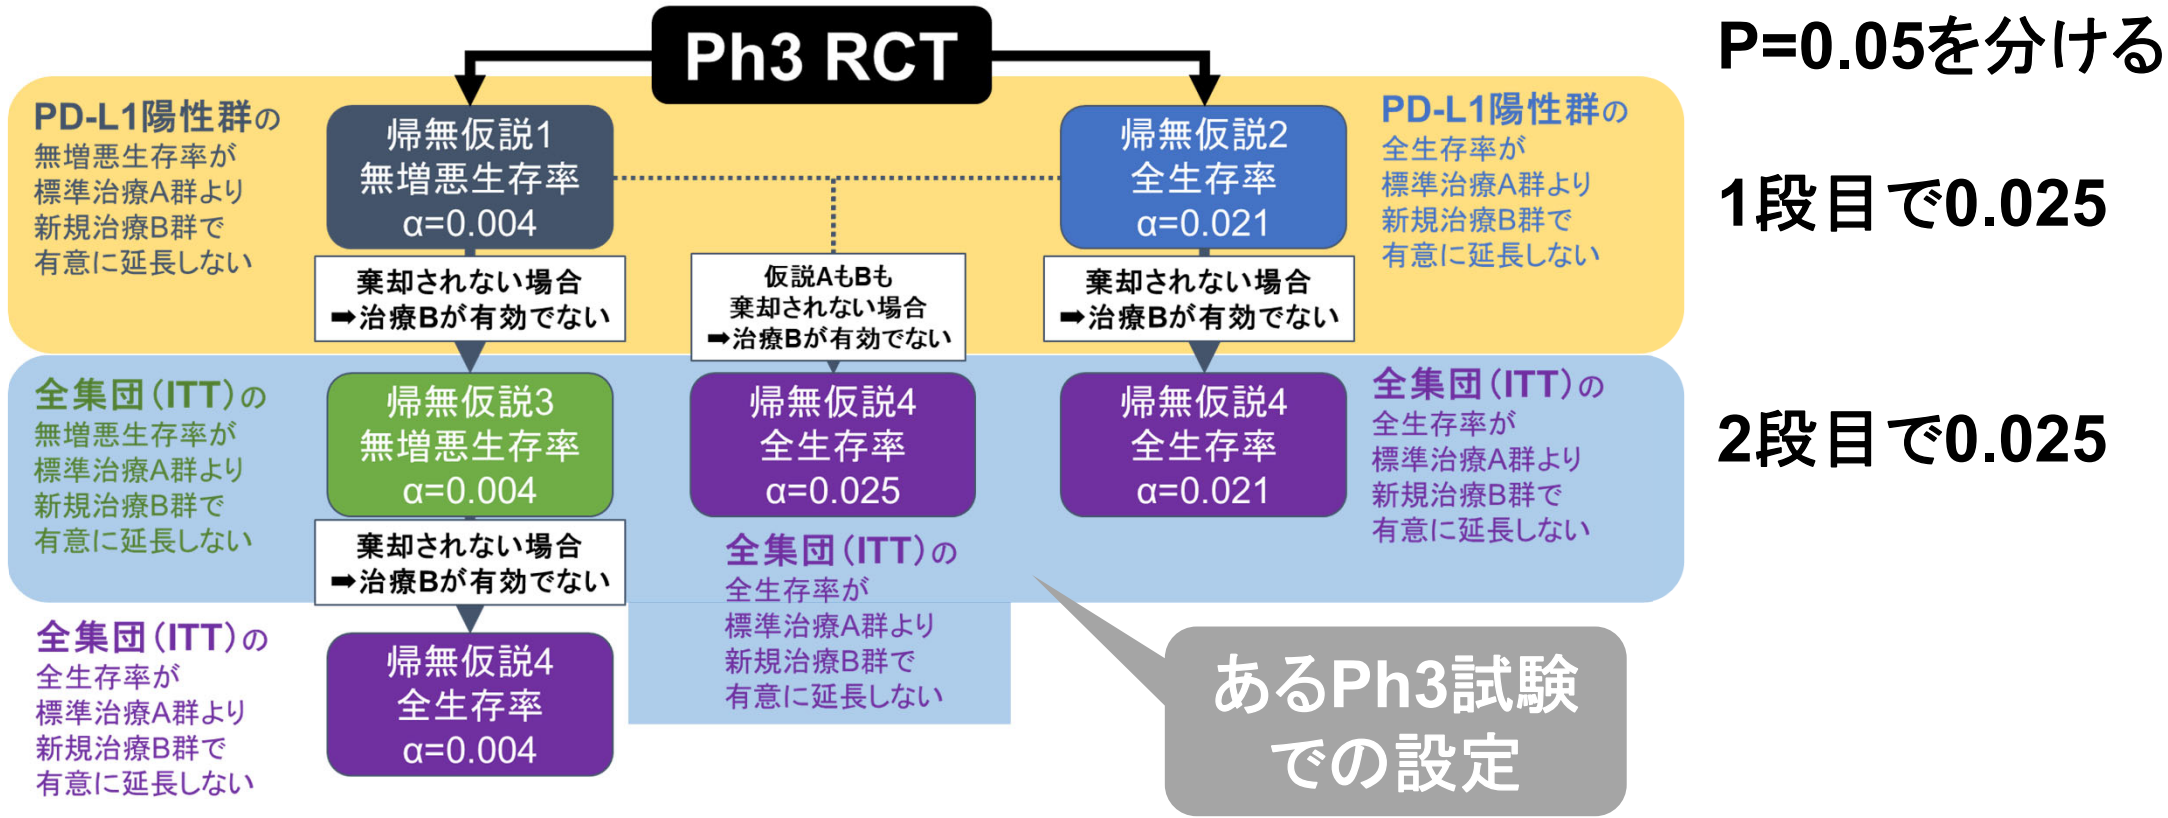 Ph3 RCT
P=0.05を分ける
PD-L1陽性群の
無増悪生存率が
標準治療A群より
新規治療B群で
有意に延長しない
帰無仮説1
無増悪生存率
α=0.004
帰無仮説2
全生存率
α=0.021
PD-L1陽性群の
全生存率が
標準治療A群より
新規治療B群で
有意に延長しない
1段目で0.025
棄却されない場合
➡治療Bが有効でない
仮説AもBも
棄却されない場合
➡治療Bが有効でない
棄却されない場合
➡治療Bが有効でない
全集団(ITT)の
無増悪生存率が
標準治療A群より
新規治療B群で
有意に延長しない
帰無仮説3
無増悪生存率
α=0.004
帰無仮説4
全生存率
α=0.025
帰無仮説4
全生存率
α=0.021
全集団(ITT)の
全生存率が
標準治療A群より
新規治療B群で
有意に延長しない
2段目で0.025
棄却されない場合
➡治療Bが有効でない
全集団(ITT)の
全生存率が
標準治療A群より
新規治療B群で
有意に延長しない
全集団(ITT)の
全生存率が
標準治療A群より
新規治療B群で
有意に延長しない
帰無仮説4
全生存率
α=0.004
あるPh3試験
での設定